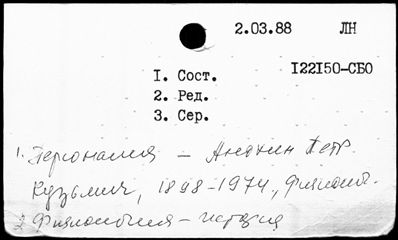 2.03.88 ЛН
I22I50-СБО
I. Сост.
2. Ред.
3. Сер.
1. Персоналия – Анохин Петр
Кузьмич, 1898-1974, физиол.
2. Физиология – история